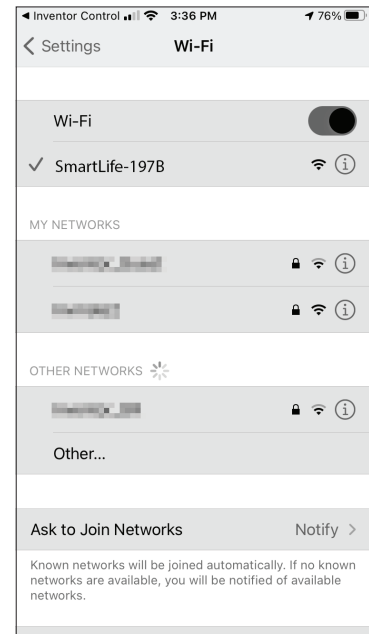 Inventor Control 3:36 PM 76%
Settings Wi-Fi
Wi-Fi
SmartLife-197B
MY NETWORKS
OTHER NETWORKS
Other...
Ask to Join Networks Notify
Known networks will be joined automatically. If no known
networks are available, you will be notified of available
networks.